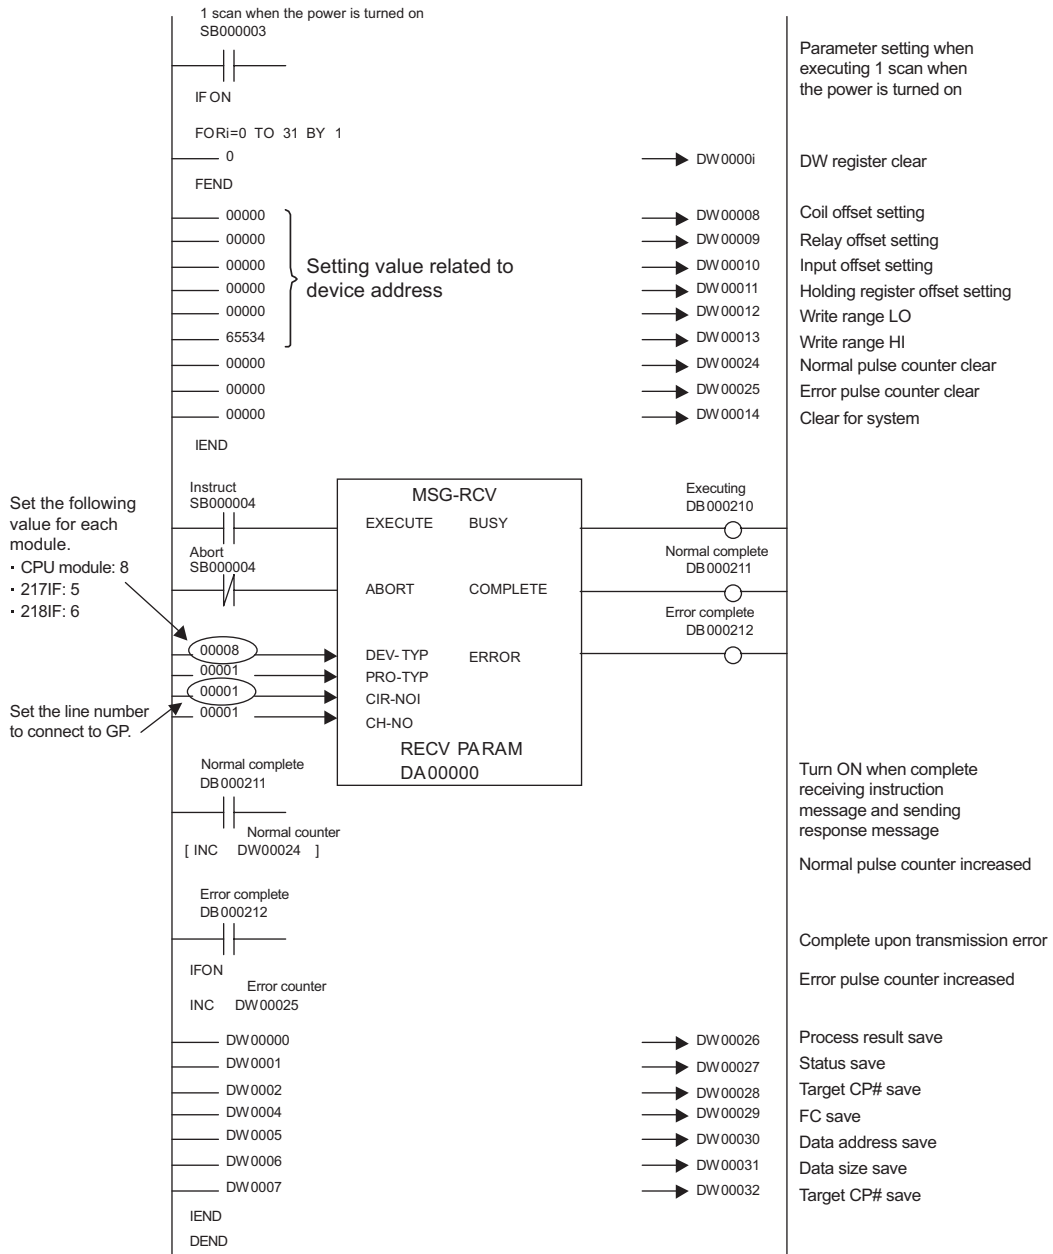 1 scan when the power is turned on
SB000003
Parameter setting when
executing 1 scan when
the power is turned on
IF ON
FORi=0 TO 31 BY 1
0 DW0000i DW register clear
FEND
00000 DW00008 Coil offset setting
00000 DW00009 Relay offset setting
00000 DW00010 Input offset setting
Setting value related to
device address
00000 DW00011 Holding register offset setting
00000 DW00012 Write range LO
65534 DW00013 Write range HI
00000 DW00024 Normal pulse counter clear
00000 DW00025 Error pulse counter clear
00000 DW00014 Clear for system
IEND
Set the following
value for each
module.
・CPU module: 8
・217IF: 5
・218IF: 6
Instruct
SB000004
MSG-RCV
EXECUTE BUSY
Executing
DB000210
Abort
SB000004
ABORT COMPLETE
Normal complete
DB000211
Error complete
DB000212
00008 DEV-TYP ERROR
00001 PRO-TYP
00001 CIR-NOI
00001 CH-NO
Set the line number
to connect to GP.
RECV PARAM
DA00000
Normal complete
DB000211
Turn ON when complete
receiving instruction
message and sending
response message
Normal counter
[ INC DW00024 ]
Normal pulse counter increased
Error complete
DB000212
Complete upon transmission error
IFON
Error counter
INC DW00025
Error pulse counter increased
DW00000 DW00026 Process result save
DW0001 DW00027 Status save
DW0002 DW00028 Target CP# save
DW0004 DW00029 FC save
DW0005 DW00030 Data address save
DW0006 DW00031 Data size save
DW0007 DW00032 Target CP# save
IEND
DEND